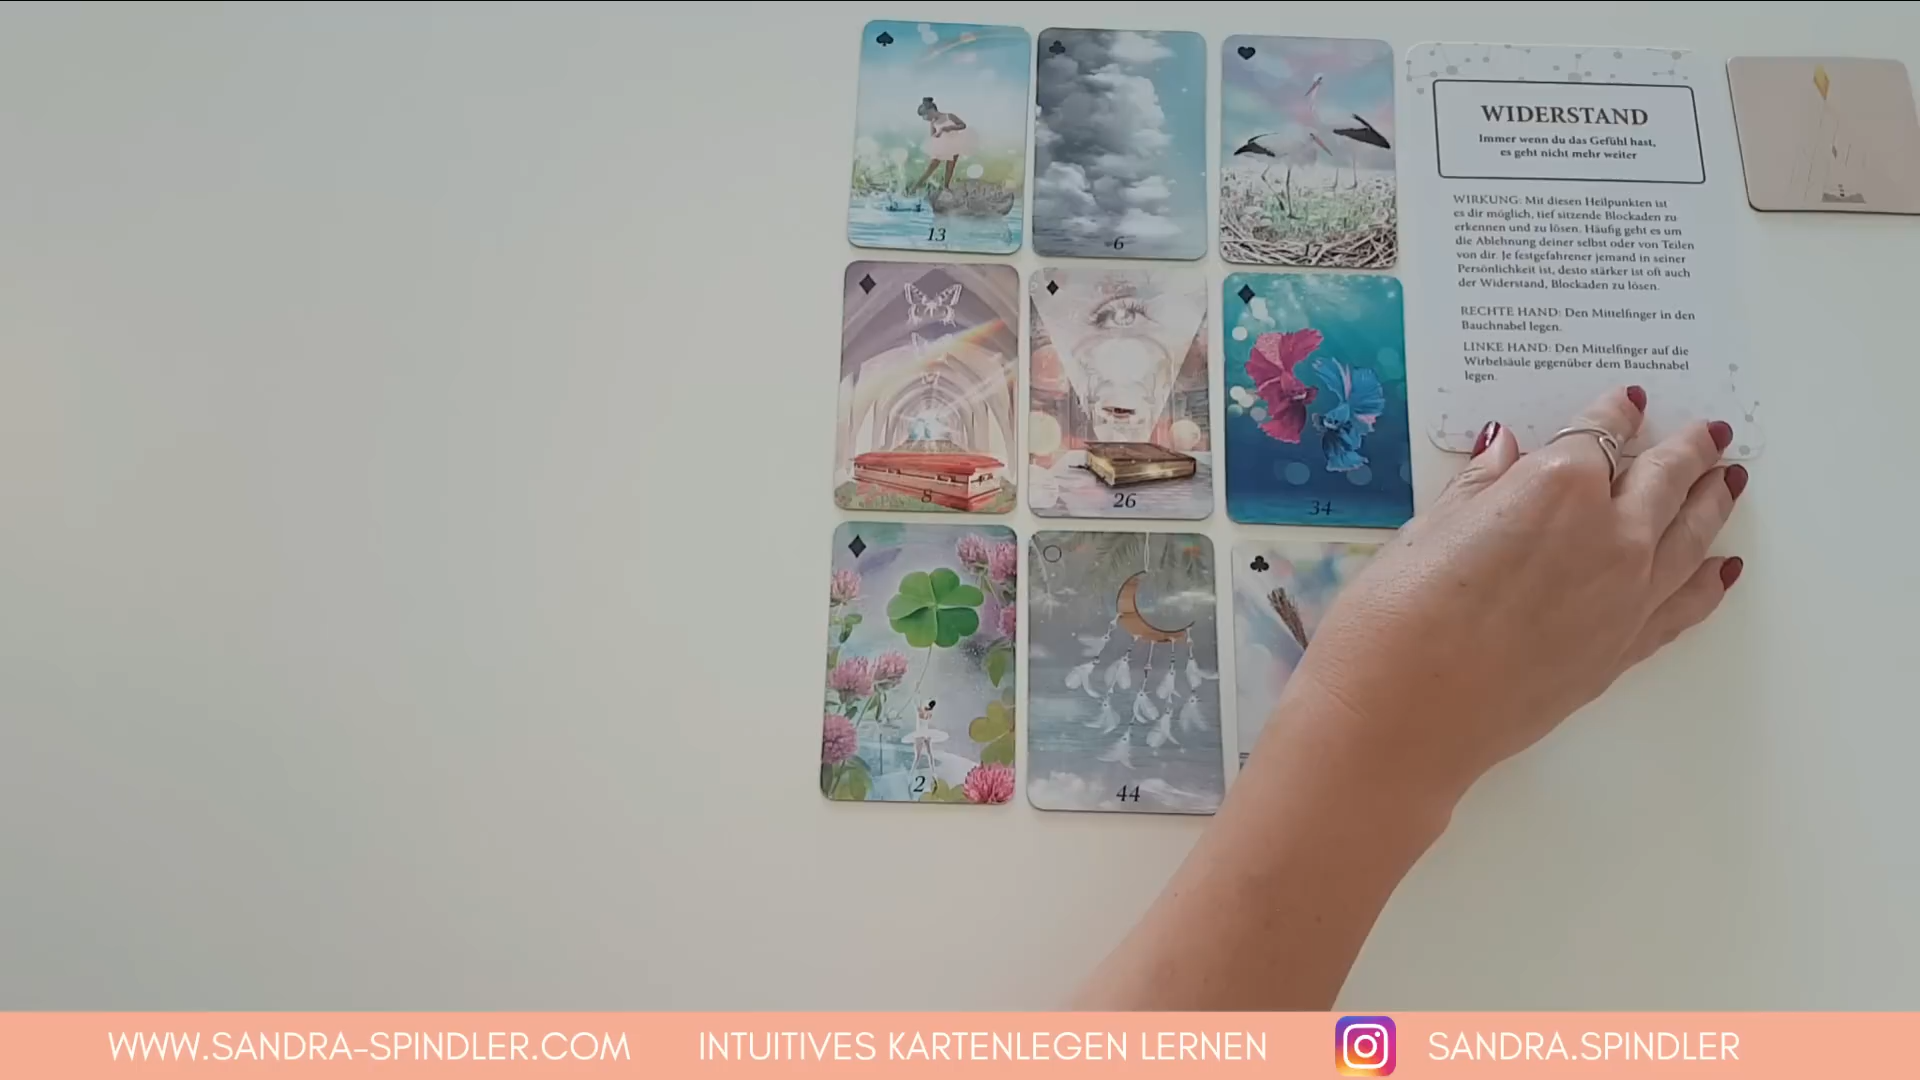 13
6
17
WIDERSTAND
Immer wenn du das Gefühl hast,
es geht nicht mehr weiter
WIRKUNG: Mit diesen Heilpunkten ist
es dir möglich, tief sitzende Blockaden zu
erkennen und zu lösen. Häufig geht es um
die Ablehnung deiner selbst oder von Teilen
von dir. Je festgefahrener jemand in seiner
Persönlichkeit ist, desto stärker ist oft auch
der Widerstand, Blockaden zu lösen.
RECHTE HAND: Den Mittelfinger in den
Bauchnabel legen.
LINKE HAND: Den Mittelfinger auf die
Wirbelsäule gegenüber dem Bauchnabel
legen.
8
26
34
2
44
WWW.SANDRA-SPINDLER.COM INTUITIVES KARTENLEGEN LERNEN SANDRA.SPINDLER